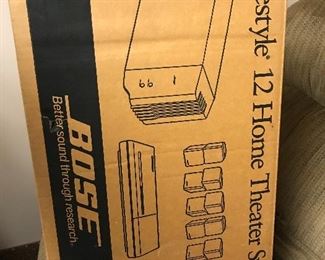 estyle® 12 Home Theater S
BOSE
Better sound through research.